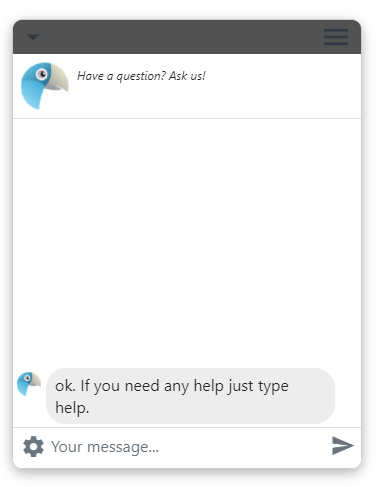 Have a question? Ask us!
ok. If you need any help just type
help.
Your message...